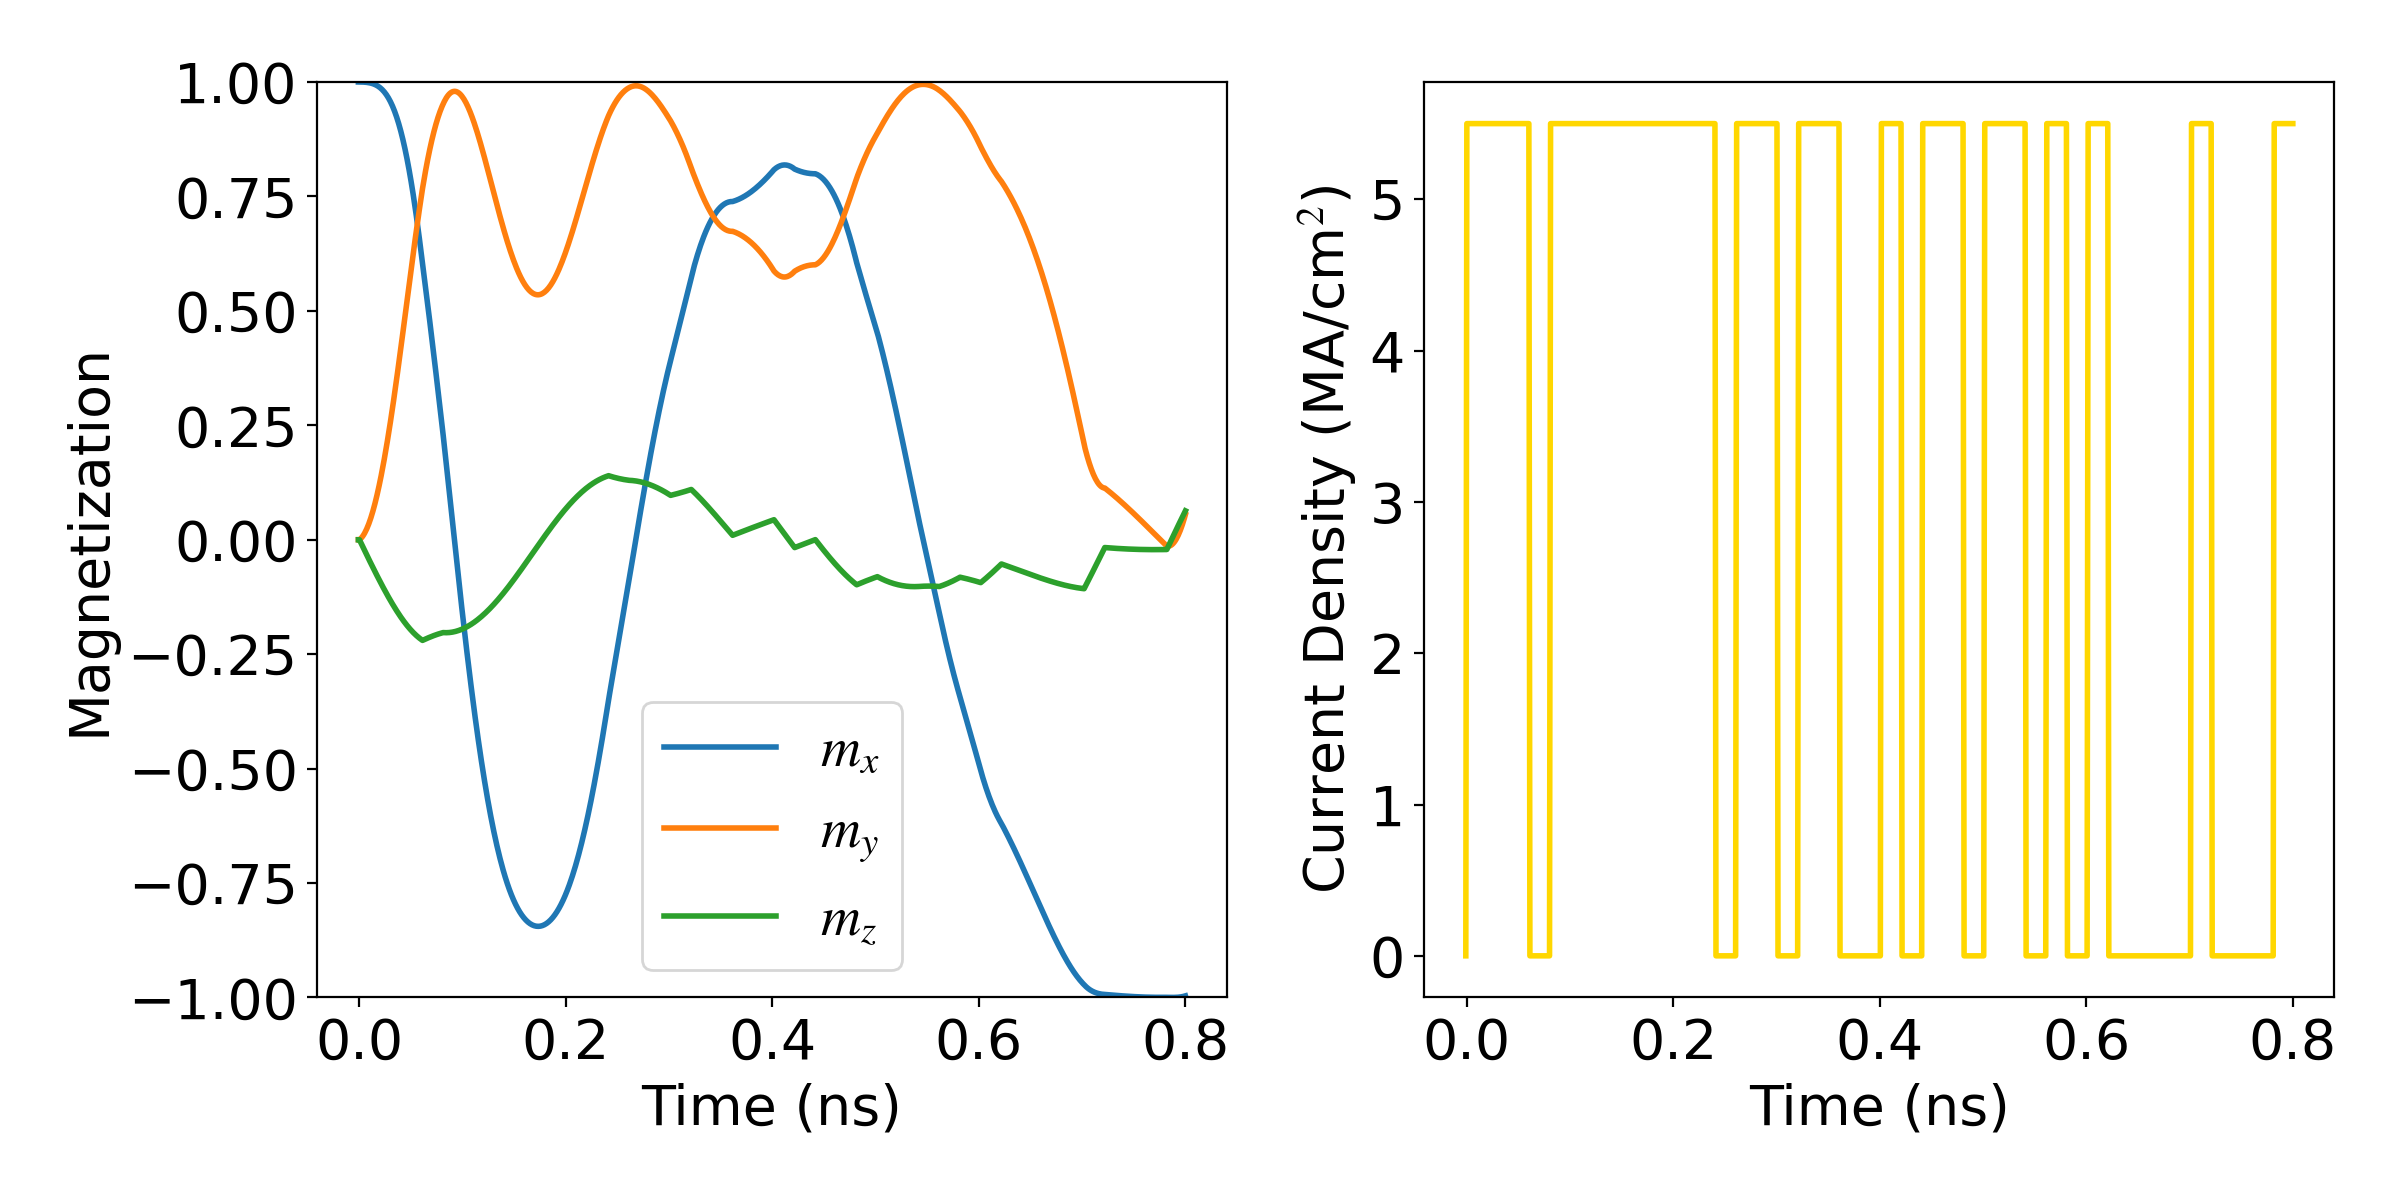 Magnetization
1.00
0.75
0.50
0.25
0.00
−0.25
−0.50
−0.75
−1.00
0.0 0.2 0.4 0.6 0.8
Time (ns)
m_x
m_y
m_z
Current Density (MA/cm²)
5
4
3
2
1
0
0.0 0.2 0.4 0.6 0.8
Time (ns)